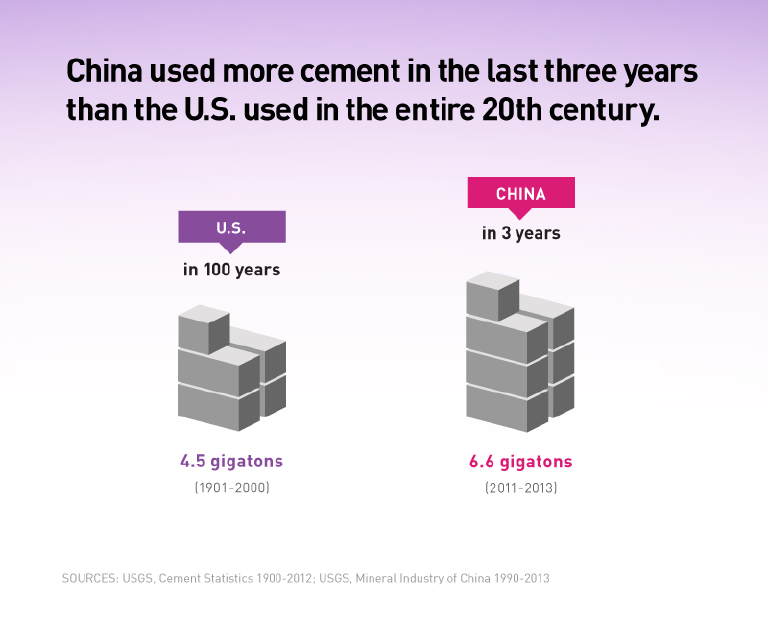 China used more cement in the last three years
than the U.S. used in the entire 20th century.
U.S.
in 100 years
4.5 gigatons
(1901-2000)
CHINA
in 3 years
6.6 gigatons
(2011-2013)
SOURCES: USGS, Cement Statistics 1900-2012; USGS, Mineral Industry of China 1990-2013